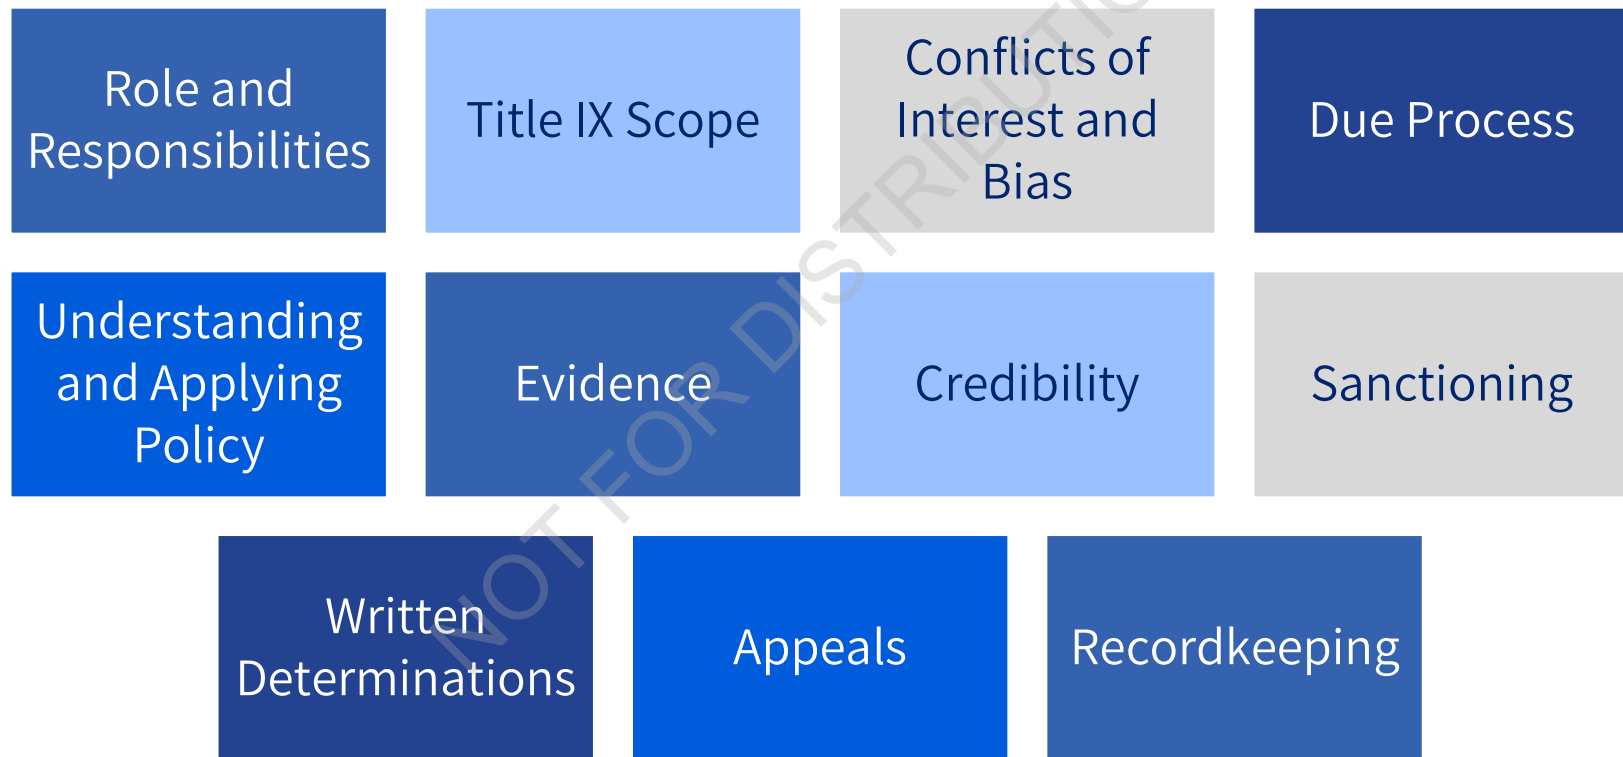 Role and
Responsibilities
Title IX Scope
Conflicts of
Interest and
Bias
Due Process
Understanding
and Applying
Policy
Evidence
Credibility
Sanctioning
Written
Determinations
Appeals
Recordkeeping
NOT FOR DISTRIBUTIO